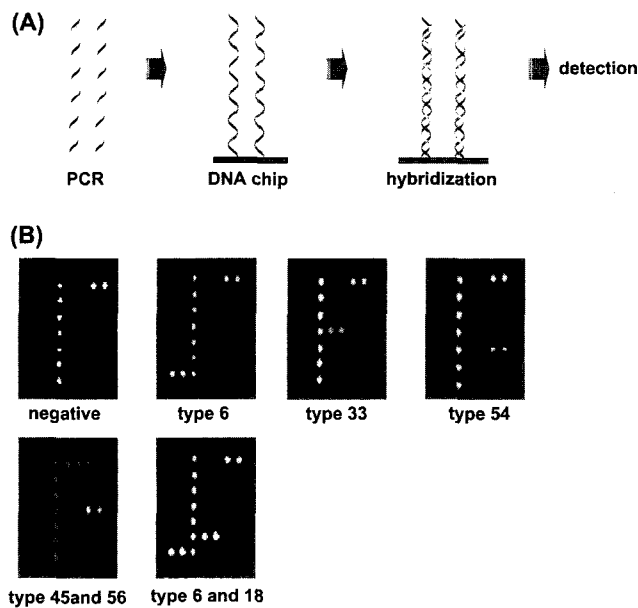 (A)
detection
PCR
DNA chip
hybridization
(B)
negative
type 6
type 33
type 54
type 45and 56
type 6 and 18